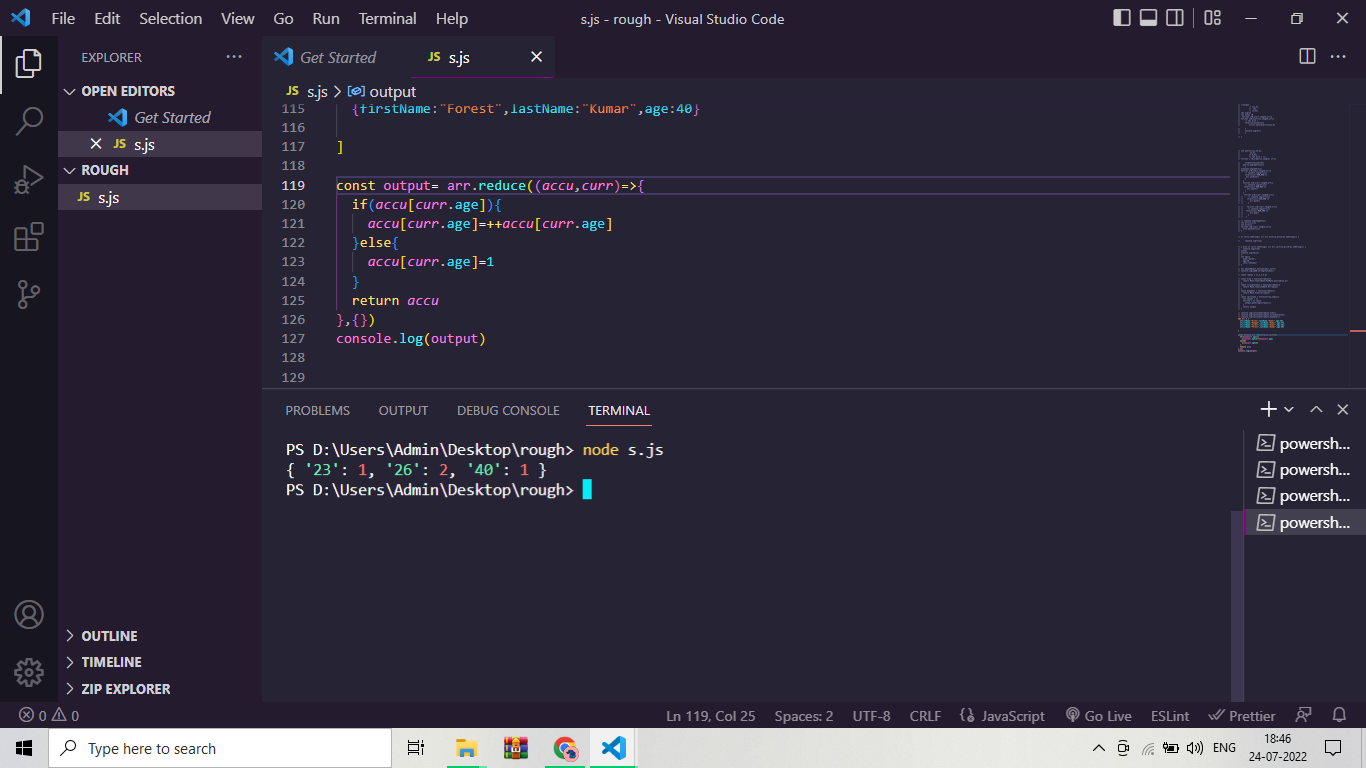 File Edit Selection View Go Run Terminal Help
s.js - rough - Visual Studio Code
EXPLORER
OPEN EDITORS
Get Started
JS s.js
ROUGH
JS s.js
OUTLINE
TIMELINE
ZIP EXPLORER
Get Started
JS s.js
JS s.js > output
115 {firstName:"Forest",lastName:"Kumar",age:40}
116
117 ]
118
119 const output= arr.reduce((accu,curr)=>{
120 if(accu[curr.age]){
121 accu[curr.age]=++accu[curr.age]
122 }else{
123 accu[curr.age]=1
124 }
125 return accu
126 },{})
127 console.log(output)
128
129
PROBLEMS OUTPUT DEBUG CONSOLE TERMINAL
PS D:\Users\Admin\Desktop\rough> node s.js
{ '23': 1, '26': 2, '40': 1 }
PS D:\Users\Admin\Desktop\rough>
powersh...
powersh...
powersh...
powersh...
0 0
Ln 119, Col 25 Spaces: 2 UTF-8 CRLF {} JavaScript Go Live ESLint Prettier
Type here to search
ENG
18:46
24-07-2022